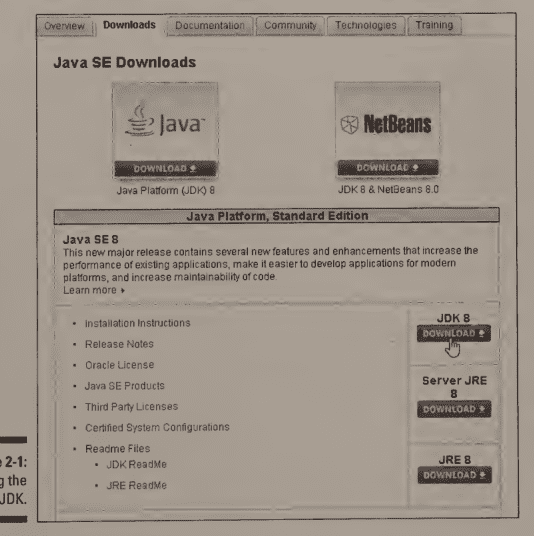 Overview Downloads Documentation Community Technologies Training
Java SE Downloads
Java™ NetBeans
DOWNLOAD DOWNLOAD
Java Platform (JDK) 8 JDK 8 & NetBeans 8.0
Java Platform, Standard Edition
Java SE 8
This new major release contains several new features and enhancements that increase the
performance of existing applications, make it easier to develop applications for modern
platforms, and increase maintainability of code.
Learn more
• Installation Instructions
• Release Notes
• Oracle License
• Java SE Products
• Third Party Licenses
• Certified System Configurations
• Readme Files
• JDK ReadMe
• JRE ReadMe
JDK 8
DOWNLOAD
Server JRE
8
DOWNLOAD
JRE 8
DOWNLOAD
2-1:
g the
JDK.